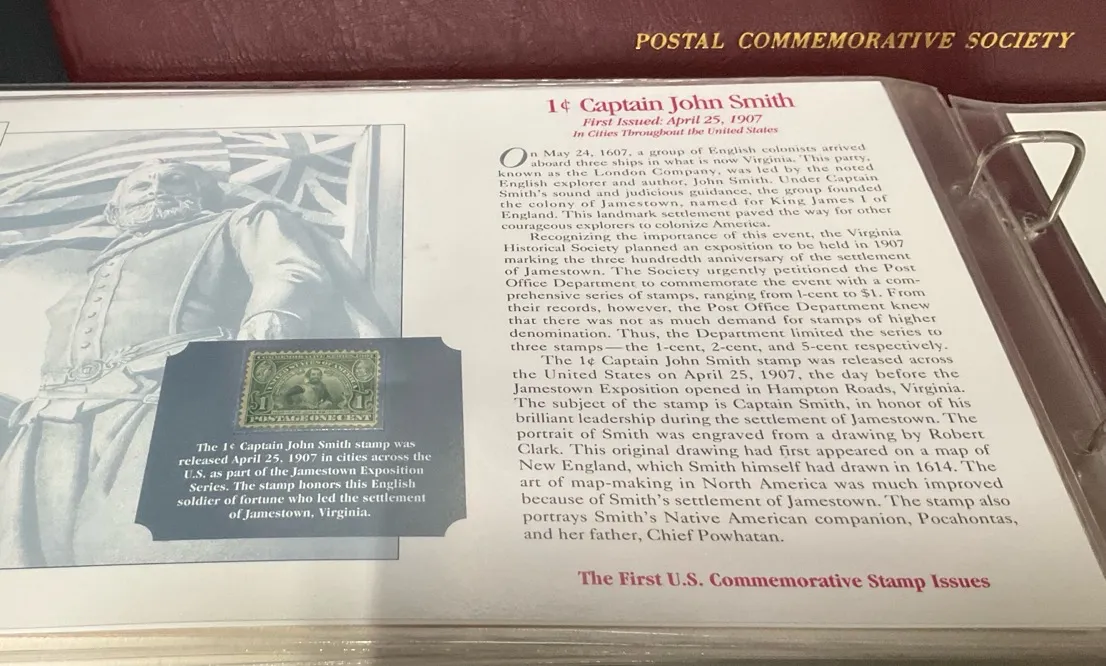 POSTAL COMMEMORATIVE SOCIETY
1¢ Captain John Smith
First Issued: April 25, 1907
In Cities Throughout the United States
On May 24, 1607, a group of English colonists arrived
aboard three ships in what is now Virginia. This party,
known as the London Company, was led by the noted
English explorer and author, John Smith. Under Captain
Smith's sound and judicious guidance, the group founded
the colony of Jamestown, named for King James I of
England. This landmark settlement paved the way for other
courageous explorers to colonize America.
Recognizing the importance of this event, the Virginia
Historical Society planned an exposition to be held in 1907
marking the three hundredth anniversary of the settlement
of Jamestown. The Society urgently petitioned the Post
Office Department to commemorate the event with a com-
prehensive series of stamps, ranging from 1-cent to $1. From
their records, however, the Post Office Department knew
that there was not as much demand for stamps of higher
denomination. Thus, the Department limited the series to
three stamps — the 1-cent, 2-cent, and 5-cent respectively.
The 1¢ Captain John Smith stamp was released across
the United States on April 25, 1907, the day before the
Jamestown Exposition opened in Hampton Roads, Virginia.
The subject of the stamp is Captain Smith, in honor of his
brilliant leadership during the settlement of Jamestown. The
portrait of Smith was engraved from a drawing by Robert
Clark. This original drawing had first appeared on a map of
New England, which Smith himself had drawn in 1614. The
art of map-making in North America was much improved
because of Smith's settlement of Jamestown. The stamp also
portrays Smith's Native American companion, Pocahontas,
and her father, Chief Powhatan.
The First U.S. Commemorative Stamp Issues
1 1
POSTAGE ONE CENT
The 1¢ Captain John Smith stamp was
released April 25, 1907 in cities across the
U.S. as part of the Jamestown Exposition
Series. The stamp honors this English
soldier of fortune who led the settlement
of Jamestown, Virginia.